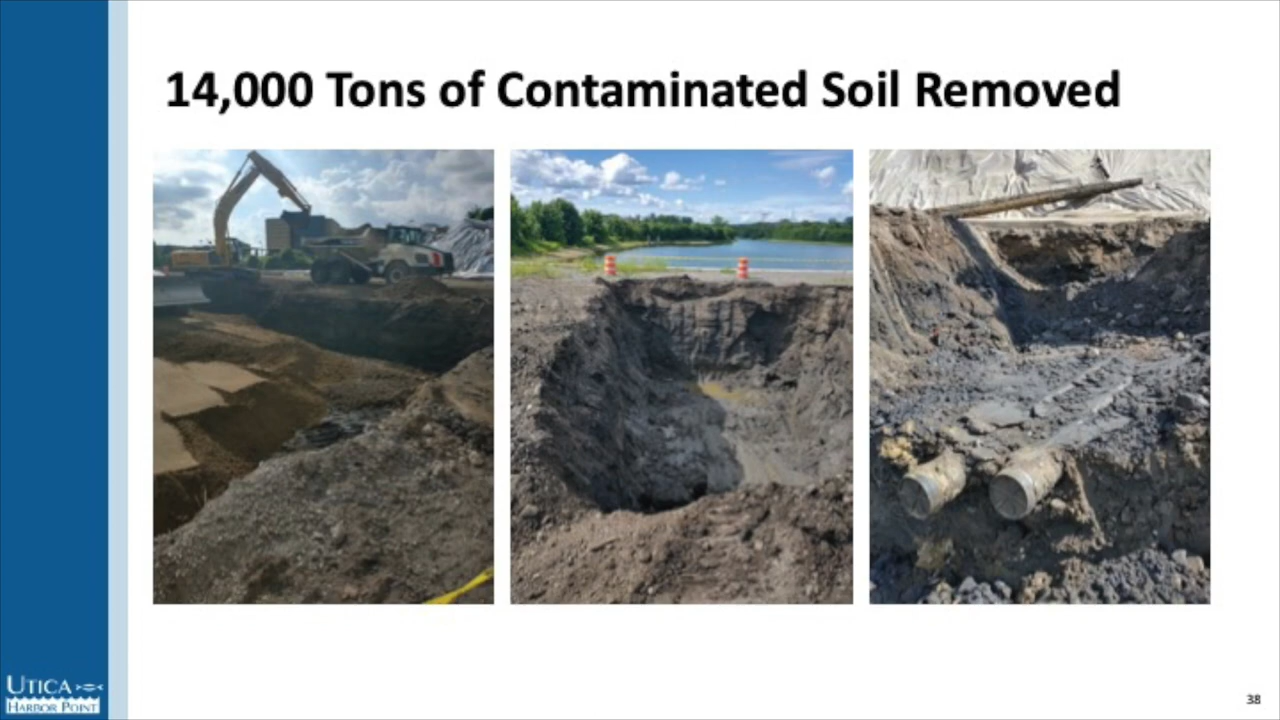 14,000 Tons of Contaminated Soil Removed
UTICA
HARBOR POINT
38